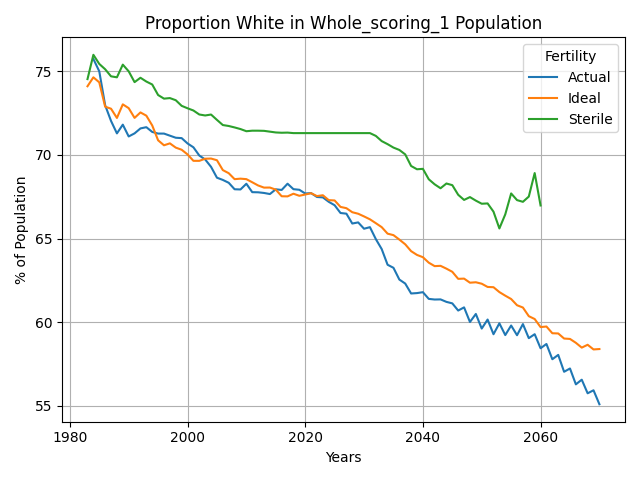 Proportion White in Whole_scoring_1 Population
Fertility
Actual
Ideal
Sterile
% of Population
75
70
65
60
55
1980
2000
2020
2040
2060
Years